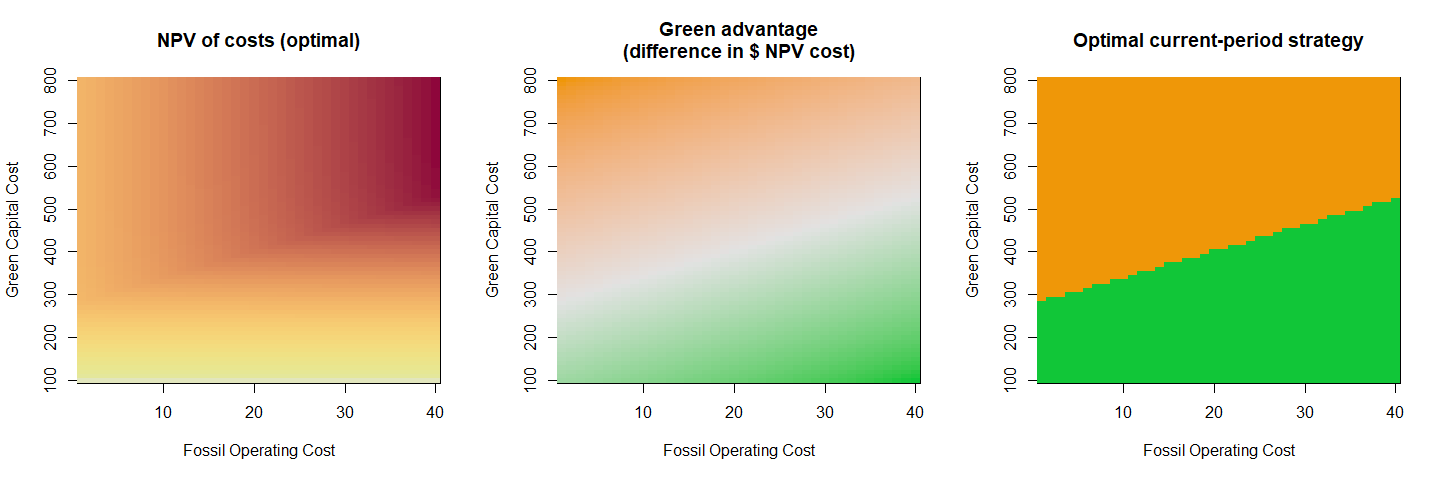 NPV of costs (optimal)
Green Capital Cost
800
700
600
500
400
300
200
100
10 20 30 40
Fossil Operating Cost
Green advantage
(difference in $ NPV cost)
Green Capital Cost
800
700
600
500
400
300
200
100
10 20 30 40
Fossil Operating Cost
Optimal current-period strategy
Green Capital Cost
800
700
600
500
400
300
200
100
10 20 30 40
Fossil Operating Cost